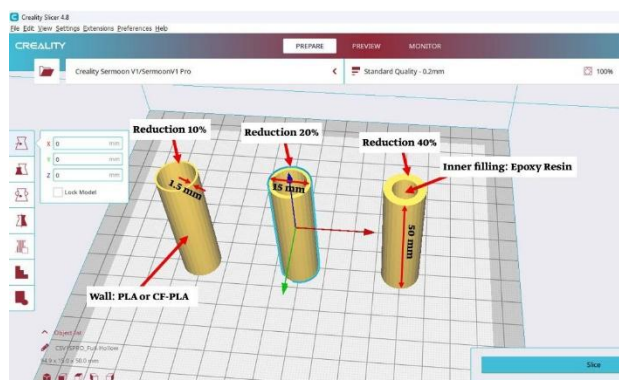 Creality Slicer 4.8
File Edit View Settings Extensions Preferences Help
CREALITY
PREPARE
PREVIEW
MONITOR
Creality Sermoon V1/SermoonV1 Pro
Standard Quality - 0.2mm
100%
Reduction 10%
Reduction 20%
Reduction 40%
X 0 mm
Y 0 mm
Z 0 mm
Lock Model
1.5 mm
15 mm
Inner filling: Epoxy Resin
50 mm
Wall: PLA or CF-PLA
Object list
Slice